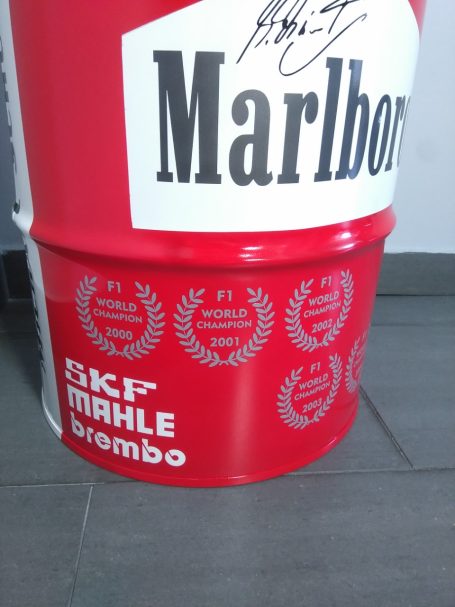 Marlboro
F1
WORLD
CHAMPION
2000
F1
WORLD
CHAMPION
2001
F1
WORLD
CHAMPION
2002
F1
WORLD
CHAMPION
2003
SKF
MAHLE
brembo